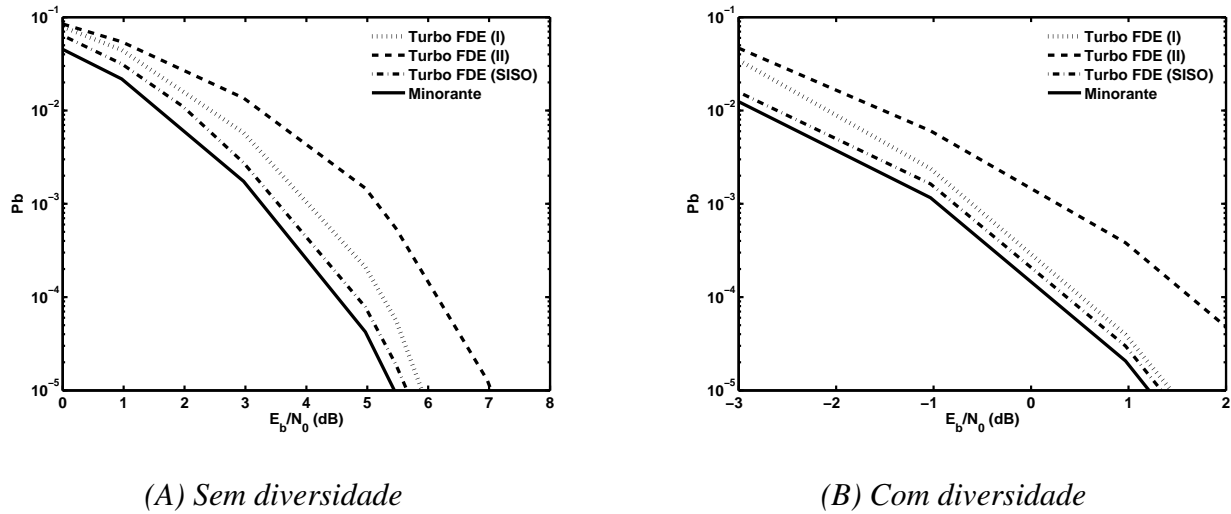 10⁻¹
10⁻²
10⁻³
10⁻⁴
10⁻⁵
Pb
Turbo FDE (I)
Turbo FDE (II)
Turbo FDE (SISO)
Minorante
0 1 2 3 4 5 6 7 8
E_b/N_0 (dB)
(A) Sem diversidade
10⁻¹
10⁻²
10⁻³
10⁻⁴
10⁻⁵
Pb
Turbo FDE (I)
Turbo FDE (II)
Turbo FDE (SISO)
Minorante
−3 −2 −1 0 1 2
E_b/N_0 (dB)
(B) Com diversidade